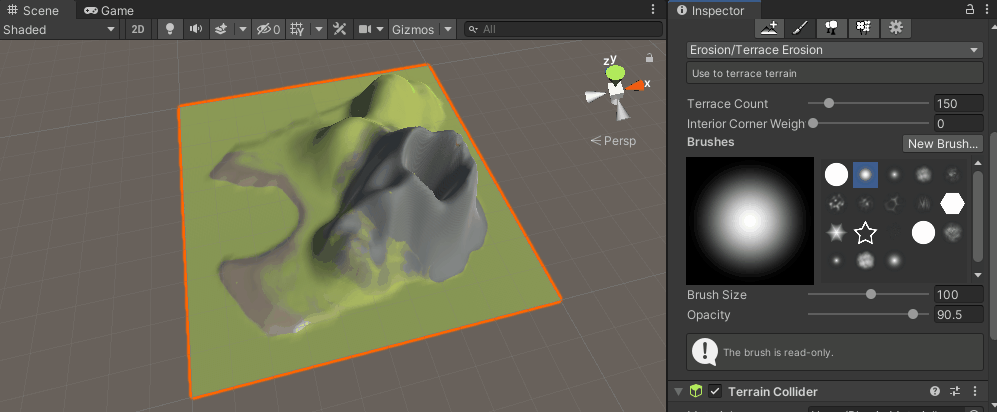 Scene
Game
Inspector
Shaded
2D
0
Gizmos
All
Erosion/Terrace Erosion
Use to terrace terrain
Terrace Count
150
Interior Corner Weigh
0
Brushes
New Brush...
zy
x
Persp
Brush Size
100
Opacity
90.5
The brush is read-only.
Terrain Collider